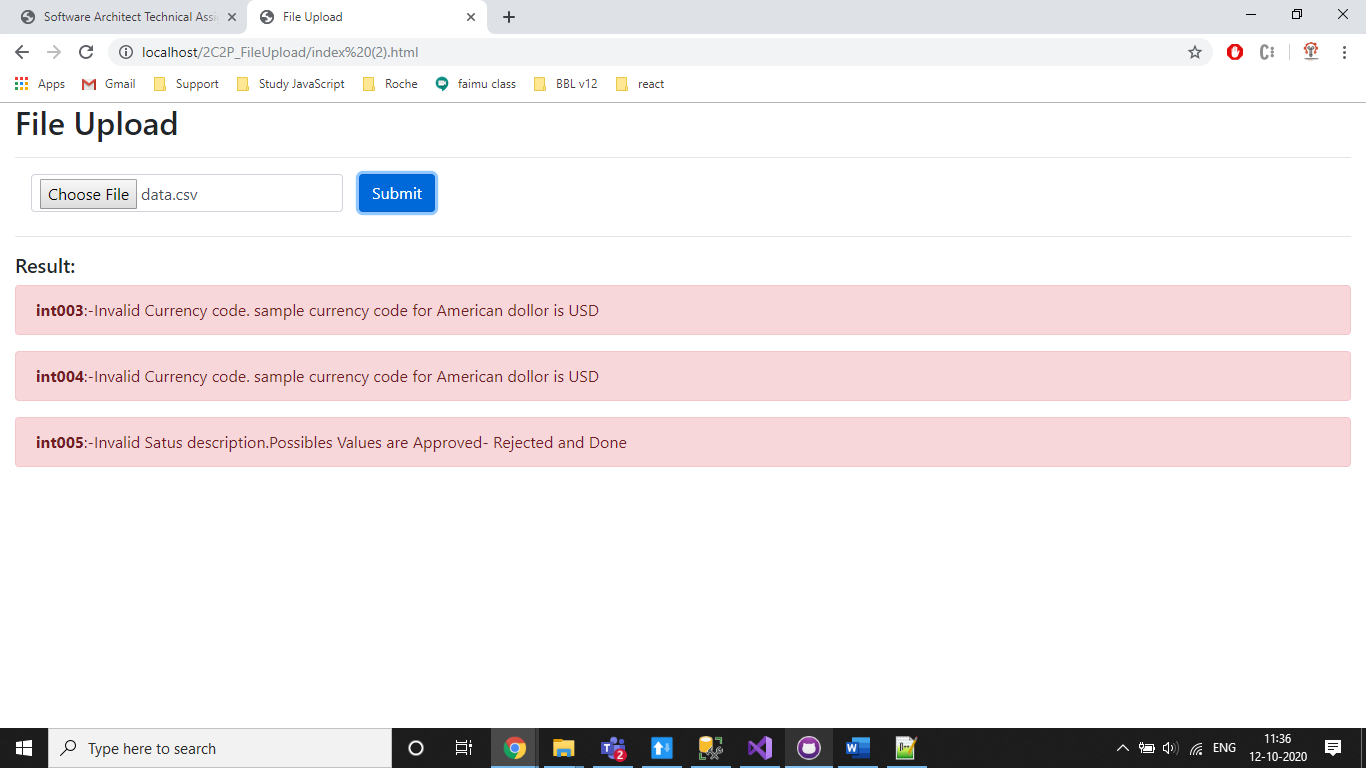 Software Architect Technical Assi
File Upload
localhost/2C2P_FileUpload/index%20(2).html
Apps Gmail Support Study JavaScript Roche faimu class BBL v12 react
File Upload
Choose File data.csv Submit
Result:
int003:-Invalid Currency code. sample currency code for American dollor is USD
int004:-Invalid Currency code. sample currency code for American dollor is USD
int005:-Invalid Satus description.Possibles Values are Approved- Rejected and Done
Type here to search
2
ENG
11:36
12-10-2020